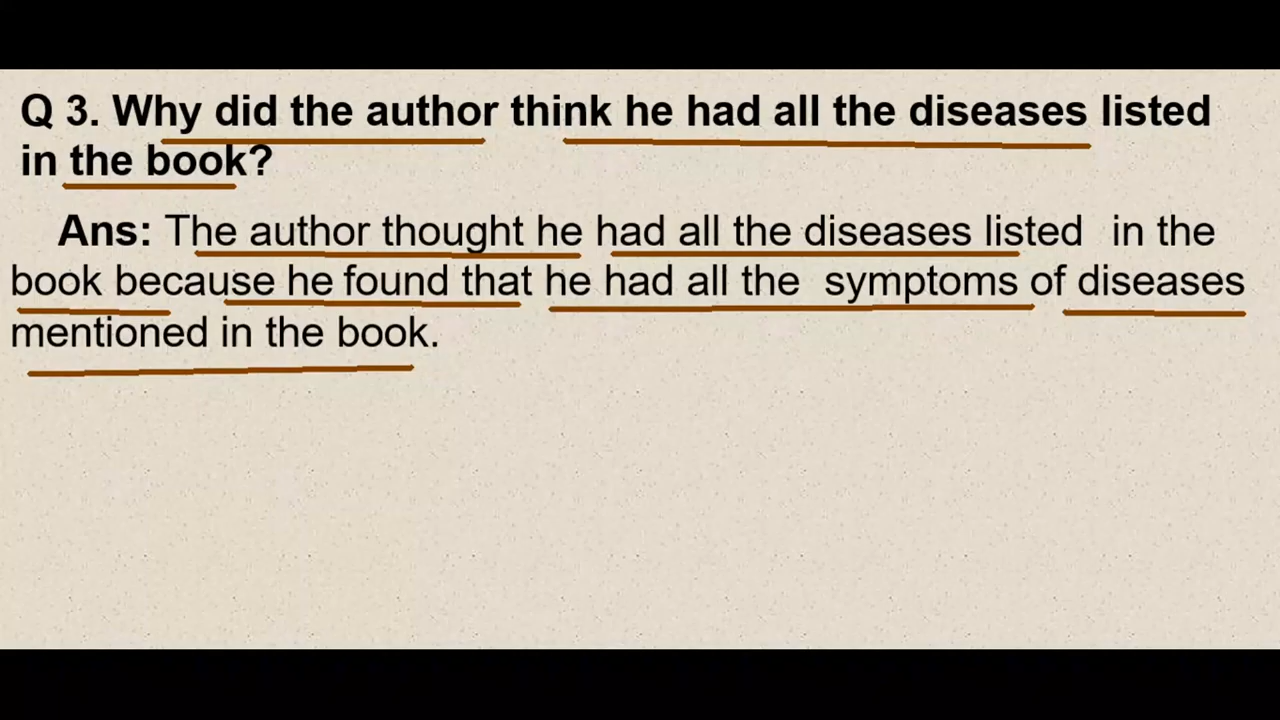 Q 3. Why did the author think he had all the diseases listed
in the book?
Ans: The author thought he had all the diseases listed in the
book because he found that he had all the symptoms of diseases
mentioned in the book.